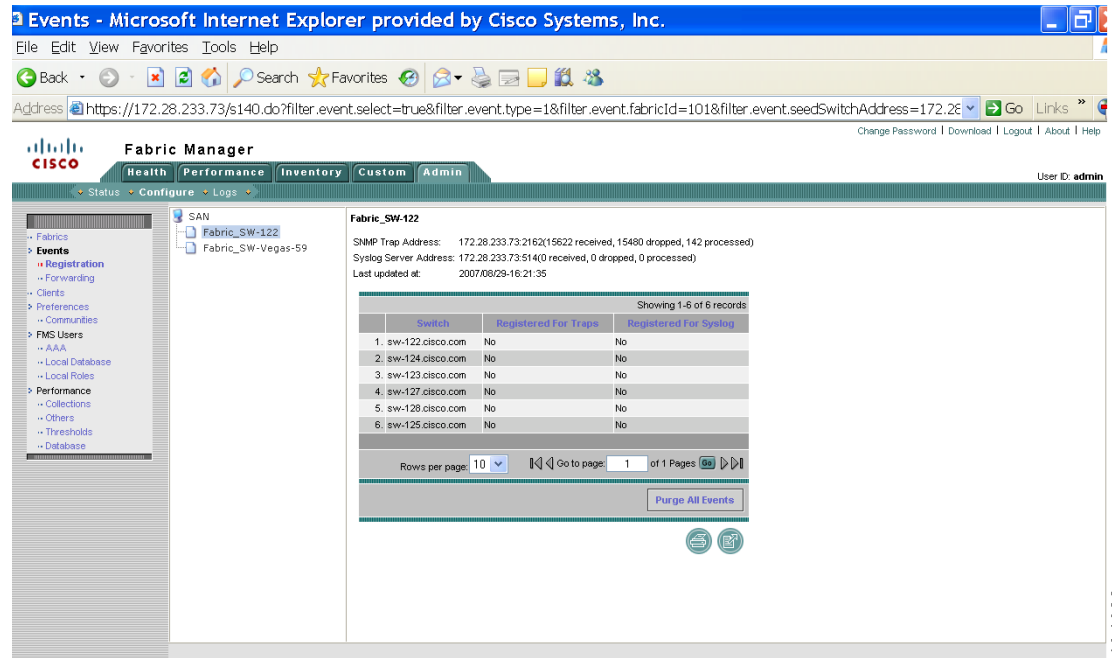 Events - Microsoft Internet Explorer provided by Cisco Systems, Inc.
File Edit View Favorites Tools Help
Back Search Favorites
Address https://172.28.233.73/s140.do?filter.event.select=true&filter.event.type=1&filter.event.fabricId=101&filter.event.seedSwitchAddress=172.28 Go Links »
Change Password | Download | Logout | About | Help
CISCO
Fabric Manager
Health Performance Inventory Custom Admin
User ID: admin
Status Configure Logs
Fabrics
Events
Registration
Forwarding
Clients
Preferences
Communities
FMS Users
AAA
Local Database
Local Roles
Performance
Collections
Others
Thresholds
Database
SAN
Fabric_SW-122
Fabric_SW-Vegas-59
Fabric_SW-122
SNMP Trap Address: 172.28.233.73:2162(15622 received, 15480 dropped, 142 processed)
Syslog Server Address: 172.28.233.73:514(0 received, 0 dropped, 0 processed)
Last updated at: 2007/08/29-16:21:35
Showing 1-6 of 6 records
Switch Registered For Traps Registered For Syslog
1. sw-122.cisco.com No No
2. sw-124.cisco.com No No
3. sw-123.cisco.com No No
4. sw-127.cisco.com No No
5. sw-128.cisco.com No No
6. sw-125.cisco.com No No
Rows per page: 10 Go to page: 1 of 1 Pages Go
Purge All Events